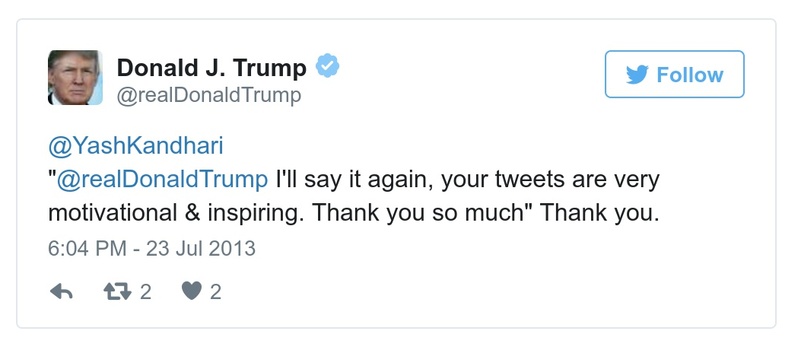 Donald J. Trump
@realDonaldTrump
Follow
@YashKandhari
"@realDonaldTrump I'll say it again, your tweets are very
motivational & inspiring. Thank you so much" Thank you.
6:04 PM - 23 Jul 2013
2 2